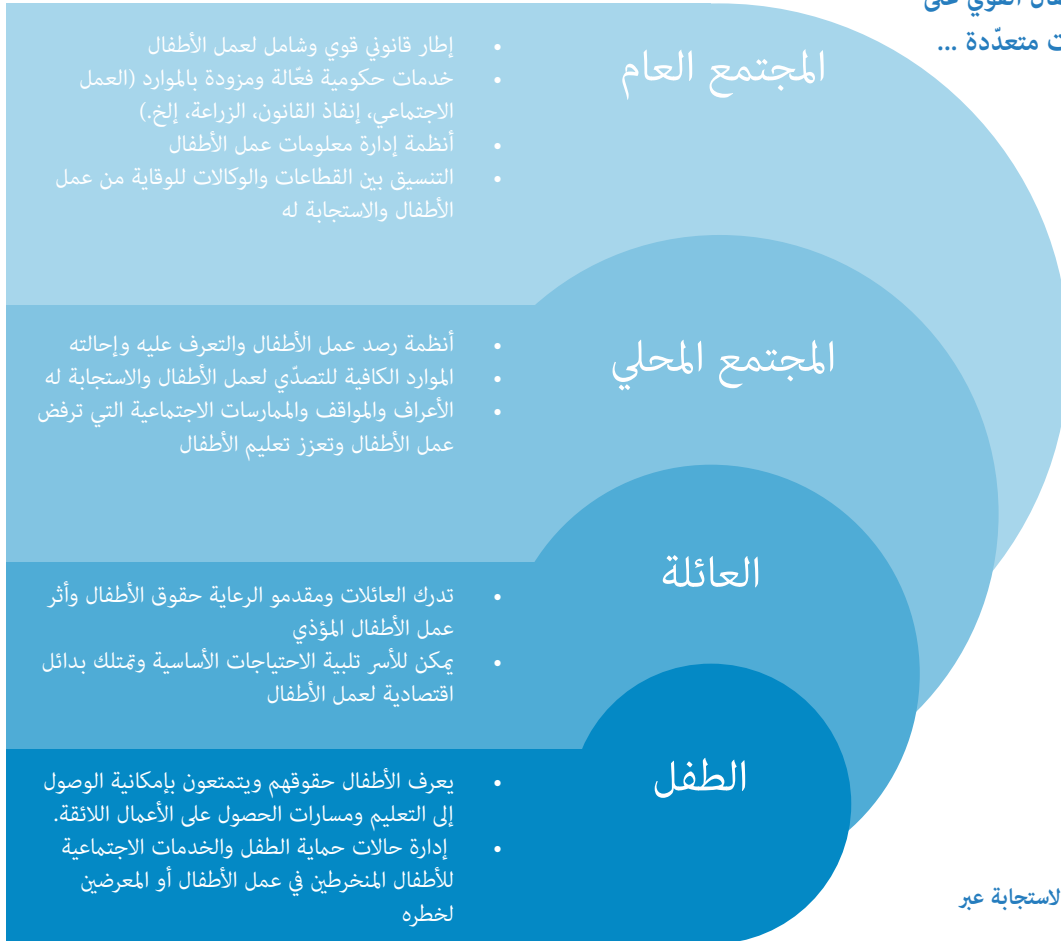 القوي على
متعدّدة ...
المجتمع العام
• إطار قانوني قوي وشامل لعمل الأطفال
• خدمات حكومية فعّالة ومزودة بالموارد (العمل
الاجتماعي، إنفاذ القانون، الزراعة، إلخ.)
• أنظمة إدارة معلومات عمل الأطفال
• التنسيق بين القطاعات والوكالات للوقاية من عمل
الأطفال والاستجابة له
المجتمع المحلي
• أنظمة رصد عمل الأطفال والتعرف عليه وإحالته
• الموارد الكافية للتصدّي لعمل الأطفال والاستجابة له
• الأعراف والمواقف والممارسات الاجتماعية التي ترفض
عمل الأطفال وتعزز تعليم الأطفال
العائلة
• تدرك العائلات ومقدمو الرعاية حقوق الأطفال وأثر
عمل الأطفال المؤذي
• يمكن للأسر تلبية الاحتياجات الأساسية وتمتلك بدائل
اقتصادية لعمل الأطفال
الطفل
• يعرف الأطفال حقوقهم ويتمتعون بإمكانية الوصول
إلى التعليم ومسارات الحصول على الأعمال اللائقة.
• إدارة حالات حماية الطفل والخدمات الاجتماعية
للأطفال المنخرطين في عمل الأطفال أو المعرضين
لخطره
لاستجابة عبر